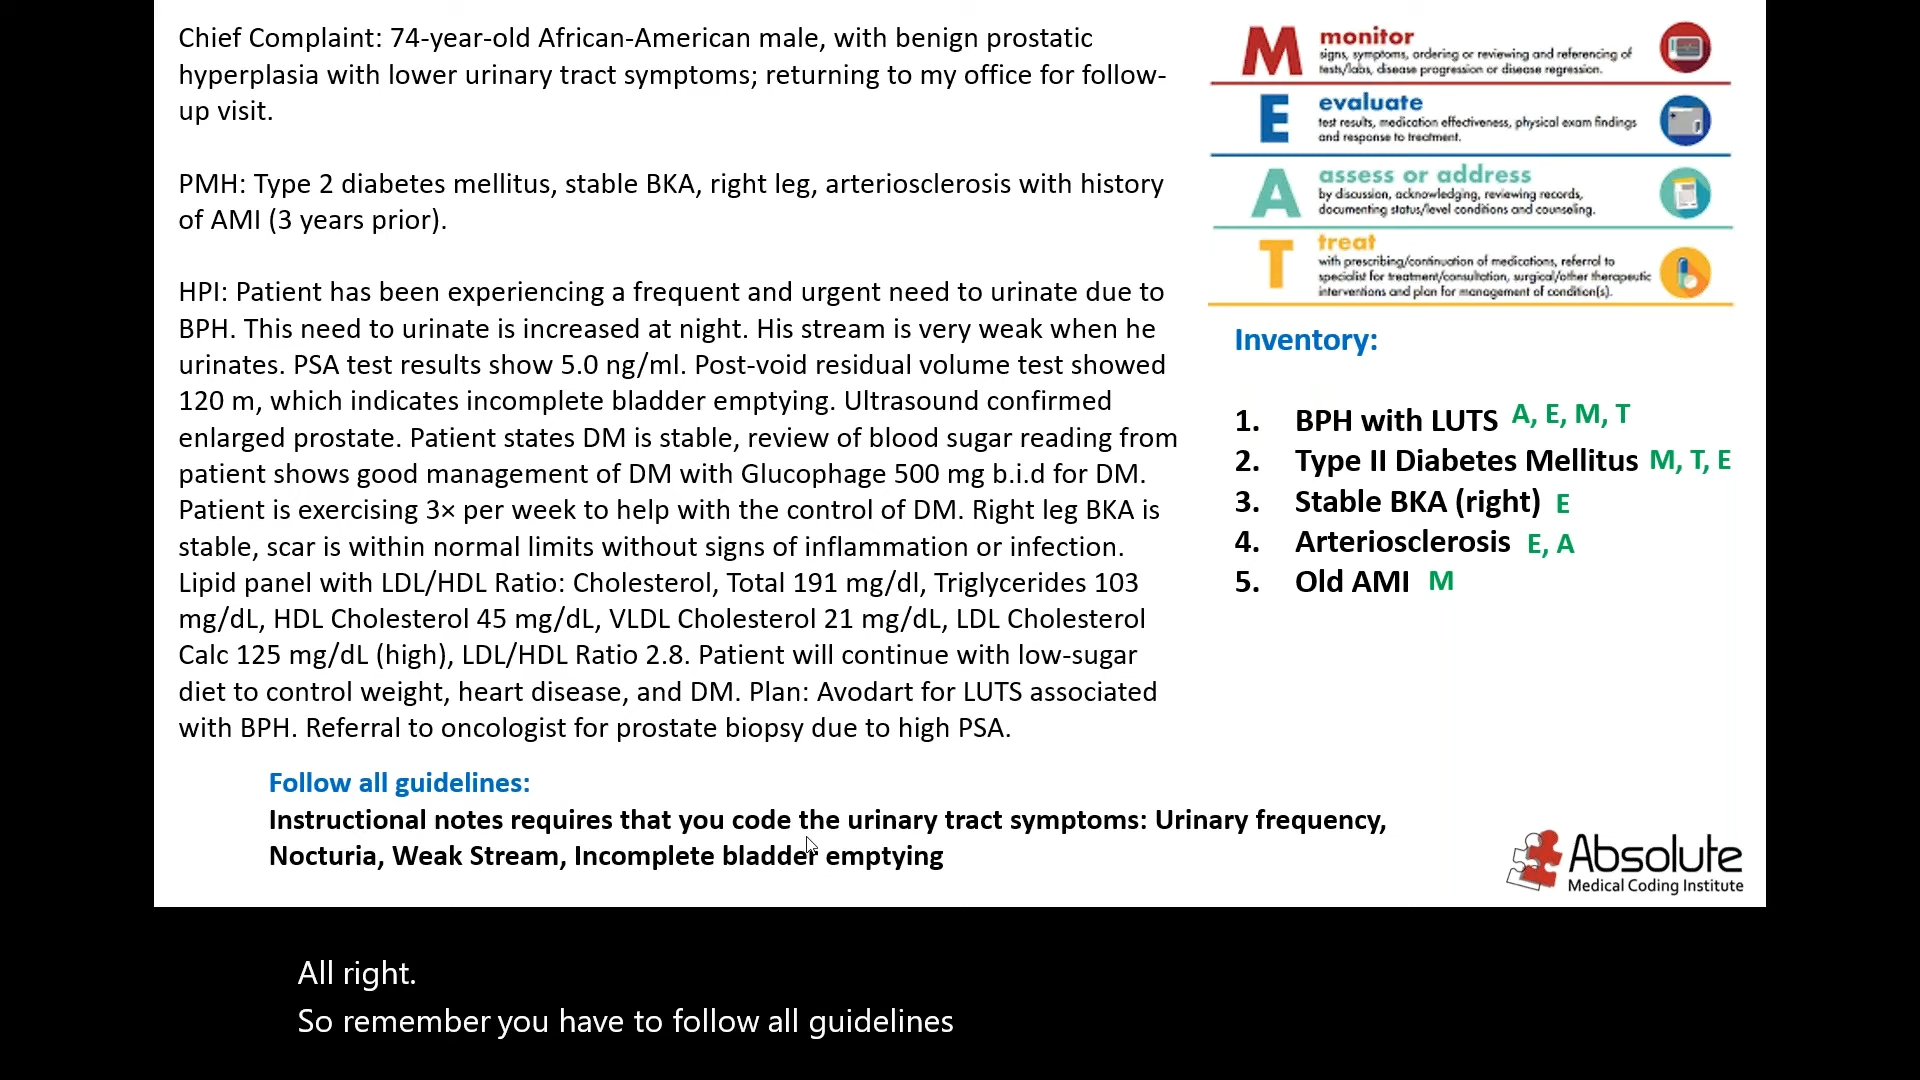 Chief Complaint: 74-year-old African-American male, with benign prostatic
hyperplasia with lower urinary tract symptoms; returning to my office for follow-
up visit.
PMH: Type 2 diabetes mellitus, stable BKA, right leg, arteriosclerosis with history
of AMI (3 years prior).
HPI: Patient has been experiencing a frequent and urgent need to urinate due to
BPH. This need to urinate is increased at night. His stream is very weak when he
urinates. PSA test results show 5.0 ng/ml. Post-void residual volume test showed
120 m, which indicates incomplete bladder emptying. Ultrasound confirmed
enlarged prostate. Patient states DM is stable, review of blood sugar reading from
patient shows good management of DM with Glucophage 500 mg b.i.d for DM.
Patient is exercising 3× per week to help with the control of DM. Right leg BKA is
stable, scar is within normal limits without signs of inflammation or infection.
Lipid panel with LDL/HDL Ratio: Cholesterol, Total 191 mg/dl, Triglycerides 103
mg/dL, HDL Cholesterol 45 mg/dL, VLDL Cholesterol 21 mg/dL, LDL Cholesterol
Calc 125 mg/dL (high), LDL/HDL Ratio 2.8. Patient will continue with low-sugar
diet to control weight, heart disease, and DM. Plan: Avodart for LUTS associated
with BPH. Referral to oncologist for prostate biopsy due to high PSA.
M monitor
signs, symptoms, ordering or reviewing and referencing of
tests/labs, disease progression or disease regression.
E evaluate
test results, medication effectiveness, physical exam findings
and response to treatment.
A assess or address
by discussion, acknowledging, reviewing records,
documenting status/level conditions and counseling.
T treat
with prescribing/continuation of medications, referral to
specialist for treatment/consultation, surgical/other therapeutic
interventions and plan for management of condition(s).
Inventory:
1. BPH with LUTS A, E, M, T
2. Type II Diabetes Mellitus M, T, E
3. Stable BKA (right) E
4. Arteriosclerosis E, A
5. Old AMI M
Follow all guidelines:
Instructional notes requires that you code the urinary tract symptoms: Urinary frequency,
Nocturia, Weak Stream, Incomplete bladder emptying
Absolute
Medical Coding Institute
All right.
So remember you have to follow all guidelines